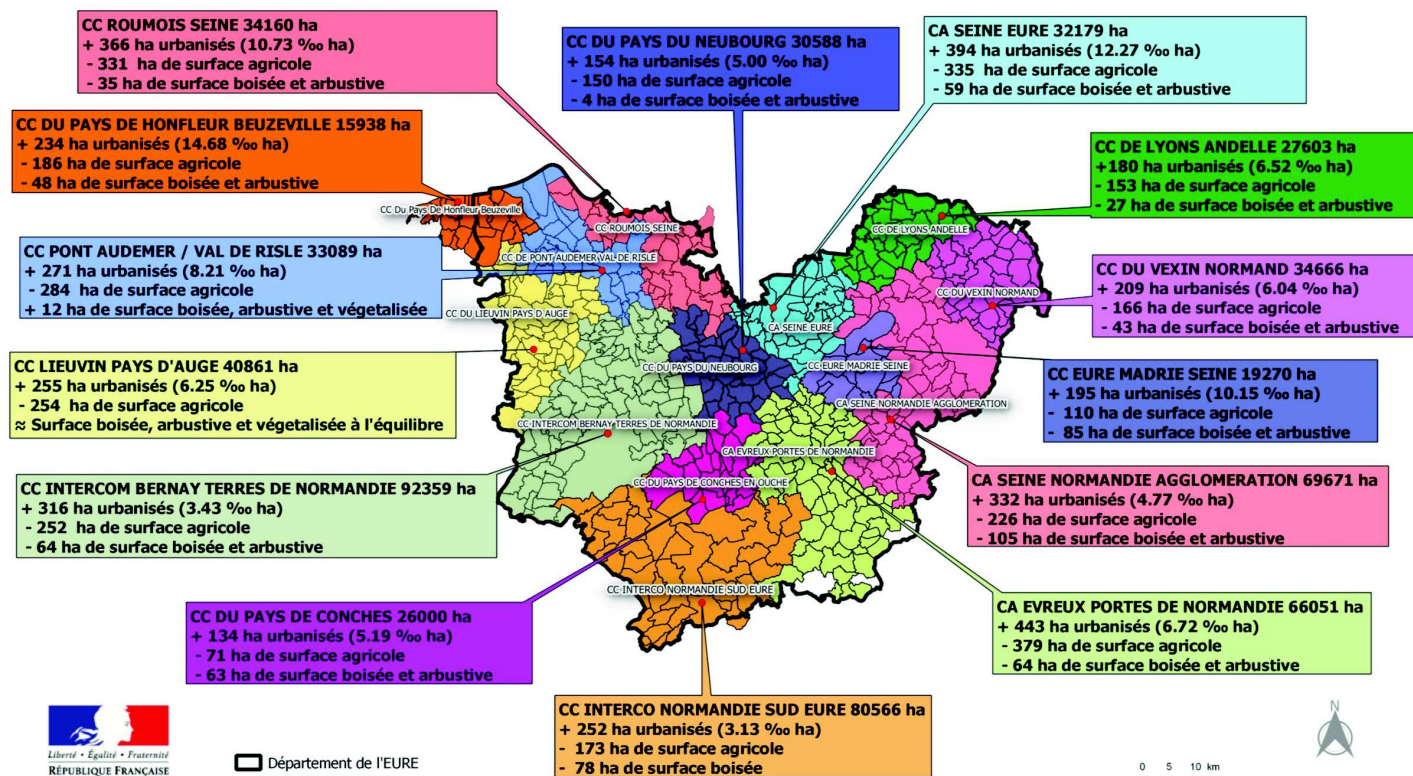 CC ROUMOIS SEINE 34160 ha
+ 366 ha urbanisés (10.73 ‰ ha)
- 331 ha de surface agricole
- 35 ha de surface boisée et arbustive
CC DU PAYS DU NEUBOURG 30588 ha
+ 154 ha urbanisés (5.00 ‰ ha)
- 150 ha de surface agricole
- 4 ha de surface boisée et arbustive
CA SEINE EURE 32179 ha
+ 394 ha urbanisés (12.27 ‰ ha)
- 335 ha de surface agricole
- 59 ha de surface boisée et arbustive
CC DU PAYS DE HONFLEUR BEUZEVILLE 15938 ha
+ 234 ha urbanisés (14.68 ‰ ha)
- 186 ha de surface agricole
- 48 ha de surface boisée et arbustive
CC DE LYONS ANDELLE 27603 ha
+180 ha urbanisés (6.52 ‰ ha)
- 153 ha de surface agricole
- 27 ha de surface boisée et arbustive
CC PONT AUDEMER / VAL DE RISLE 33089 ha
+ 271 ha urbanisés (8.21 ‰ ha)
- 284 ha de surface agricole
+ 12 ha de surface boisée, arbustive et végétalisée
CC DU VEXIN NORMAND 34666 ha
+ 209 ha urbanisés (6.04 ‰ ha)
- 166 ha de surface agricole
- 43 ha de surface boisée et arbustive
CC LIEUVIN PAYS D'AUGE 40861 ha
+ 255 ha urbanisés (6.25 ‰ ha)
- 254 ha de surface agricole
≈ Surface boisée, arbustive et végétalisée à l'équilibre
CC EURE MADRIE SEINE 19270 ha
+ 195 ha urbanisés (10.15 ‰ ha)
- 110 ha de surface agricole
- 85 ha de surface boisée et arbustive
CC INTERCOM BERNAY TERRES DE NORMANDIE 92359 ha
+ 316 ha urbanisés (3.43 ‰ ha)
- 252 ha de surface agricole
- 64 ha de surface boisée et arbustive
CA SEINE NORMANDIE AGGLOMERATION 69671 ha
+ 332 ha urbanisés (4.77 ‰ ha)
- 226 ha de surface agricole
- 105 ha de surface boisée et arbustive
CC DU PAYS DE CONCHES 26000 ha
+ 134 ha urbanisés (5.19 ‰ ha)
- 71 ha de surface agricole
- 63 ha de surface boisée et arbustive
CA EVREUX PORTES DE NORMANDIE 66051 ha
+ 443 ha urbanisés (6.72 ‰ ha)
- 379 ha de surface agricole
- 64 ha de surface boisée et arbustive
CC INTERCO NORMANDIE SUD EURE 80566 ha
+ 252 ha urbanisés (3.13 ‰ ha)
- 173 ha de surface agricole
- 78 ha de surface boisée
CC Du Pays De Honfleur Beuzeville
CC ROUMOIS SEINE
CC DE LYONS ANDELLE
CC DE PONT AUDEMER VAL DE RISLE
CC DU VEXIN NORMAND
CC DU LIEUVIN PAYS D AUGE
CA SEINE EURE
CC DU PAYS DU NEUBOURG
CC EURE MADRIE SEINE
CA SEINE NORMANDIE AGGLOMERATION
CC INTERCOM BERNAY TERRES DE NORMANDIE
CA EVREUX PORTES DE NORMANDIE
CC DU PAYS DE CONCHES EN OUCHE
CC INTERCO NORMANDIE SUD EURE
Liberté • Égalité • Fraternité
RÉPUBLIQUE FRANÇAISE
Département de l'EURE
N
0 5 10 km